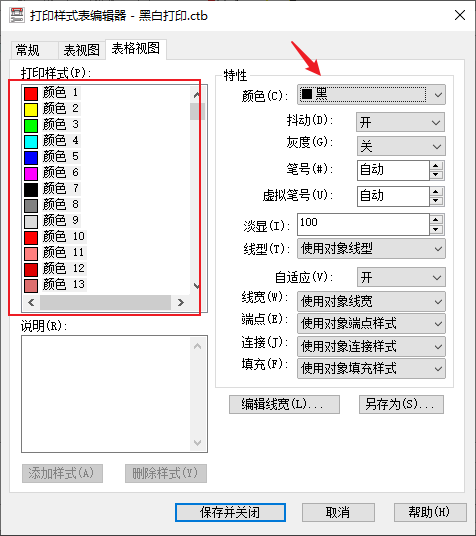 打印样式表编辑器 - 黑白打印.ctb
常规 表视图 表格视图
打印样式(P):
颜色 1
颜色 2
颜色 3
颜色 4
颜色 5
颜色 6
颜色 7
颜色 8
颜色 9
颜色 10
颜色 11
颜色 12
颜色 13
说明(R):
添加样式(A) 删除样式(Y)
特性
颜色(C): 黑
抖动(D): 开
灰度(G): 关
笔号(#): 自动
虚拟笔号(U): 自动
淡显(I): 100
线型(T): 使用对象线型
自适应(V): 开
线宽(W): 使用对象线宽
端点(E): 使用对象端点样式
连接(J): 使用对象连接样式
填充(F): 使用对象填充样式
编辑线宽(L)... 另存为(S)...
保存并关闭 取消 帮助(H)